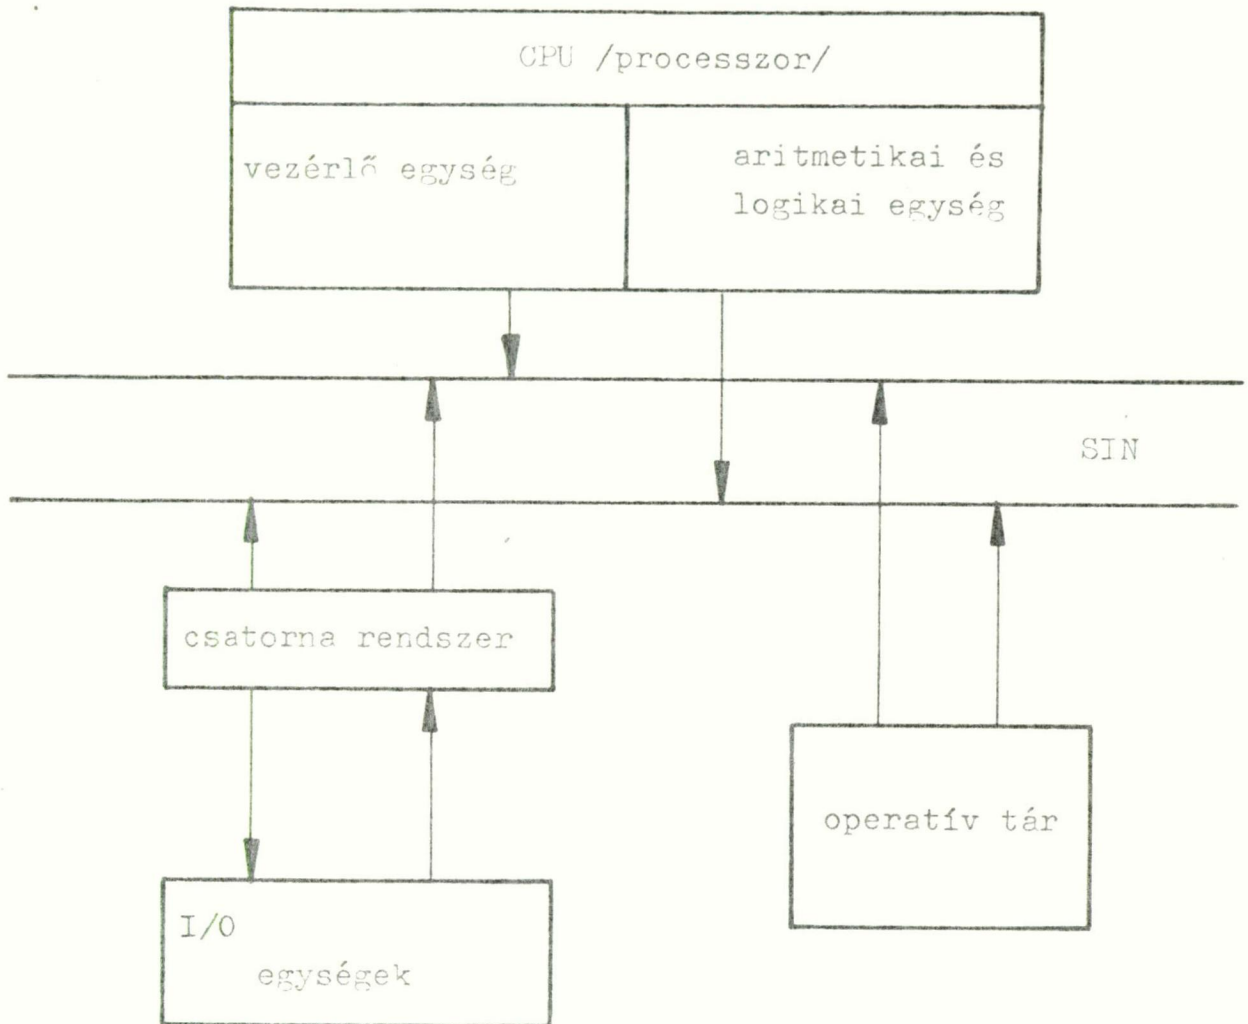 CPU /processzor/
vezérlő egység
aritmetikai és
logikai egység
SIN
csatorna rendszer
operatív tár
I/O
egységek